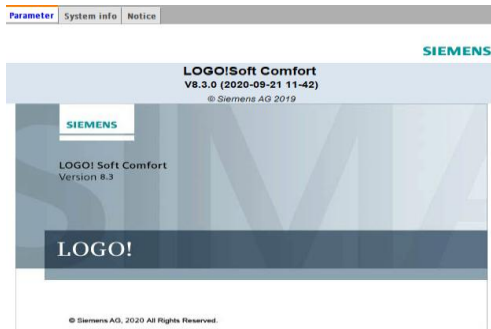 Parameter System info Notice
SIEMENS
LOGO!Soft Comfort
V8.3.0 (2020-09-21 11-42)
© Siemens AG 2019
SIEMENS
LOGO! Soft Comfort
Version 8.3
LOGO!
© Siemens AG, 2020 All Rights Reserved.